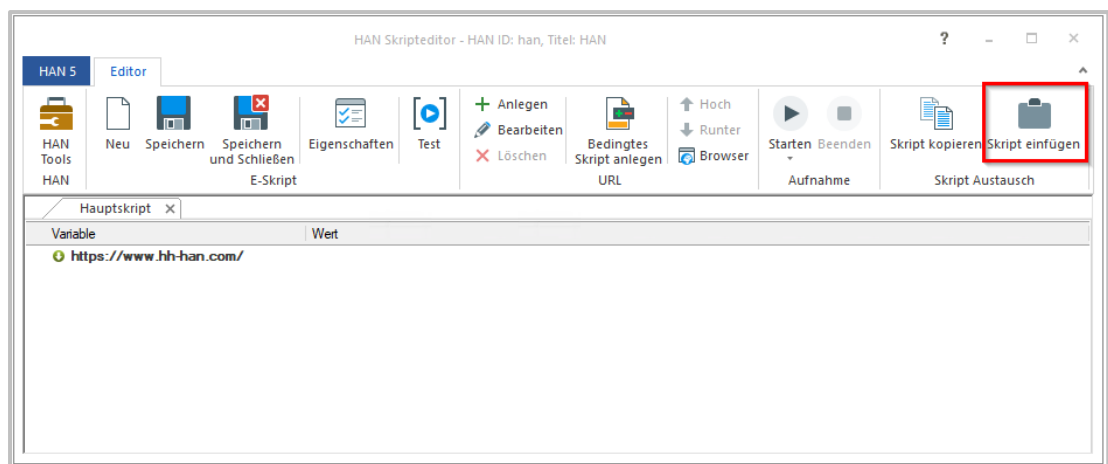 HAN Skripteditor - HAN ID: han, Titel: HAN
?
HAN 5 Editor
HAN Tools
Neu
Speichern
Speichern und Schließen
Eigenschaften
Test
Anlegen
Bearbeiten
Löschen
Bedingtes Skript anlegen
Hoch
Runter
Browser
Starten
Beenden
Skript kopieren
Skript einfügen
HAN
E-Skript
URL
Aufnahme
Skript Austausch
Hauptskript
Variable Wert
https://www.hh-han.com/